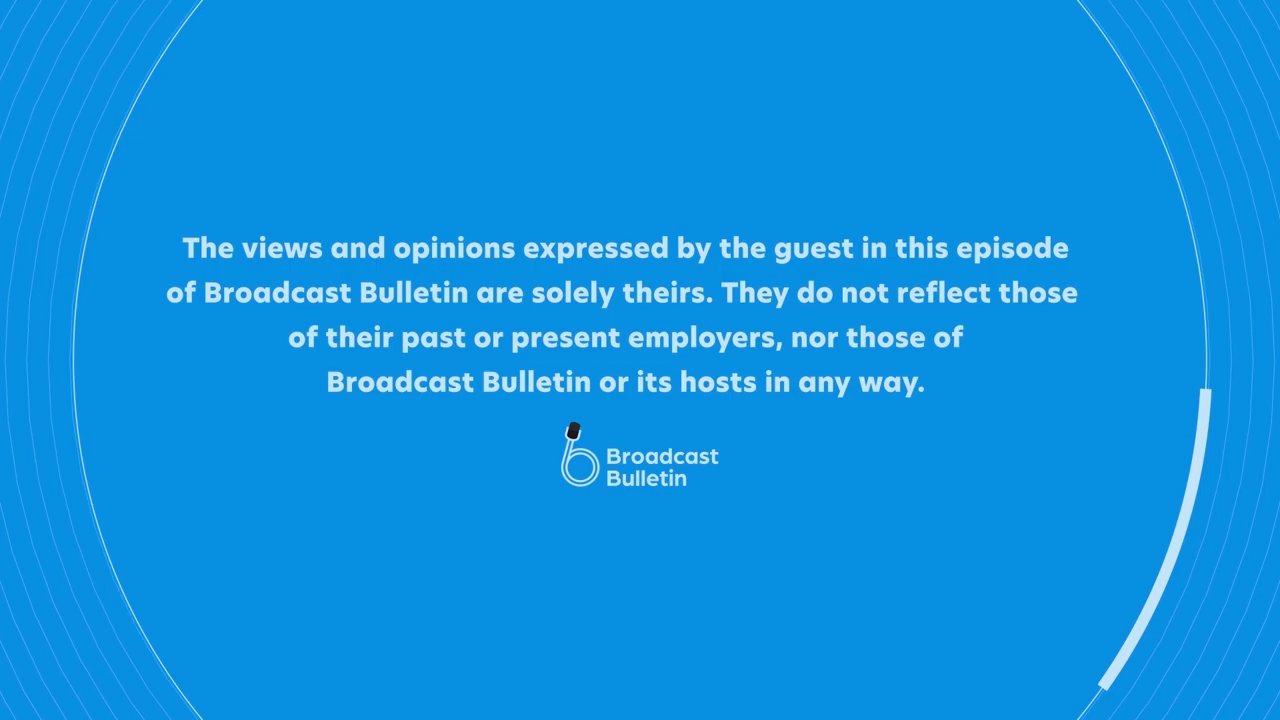 The views and opinions expressed by the guest in this episode
of Broadcast Bulletin are solely theirs. They do not reflect those
of their past or present employers, nor those of
Broadcast Bulletin or its hosts in any way.
Broadcast
Bulletin